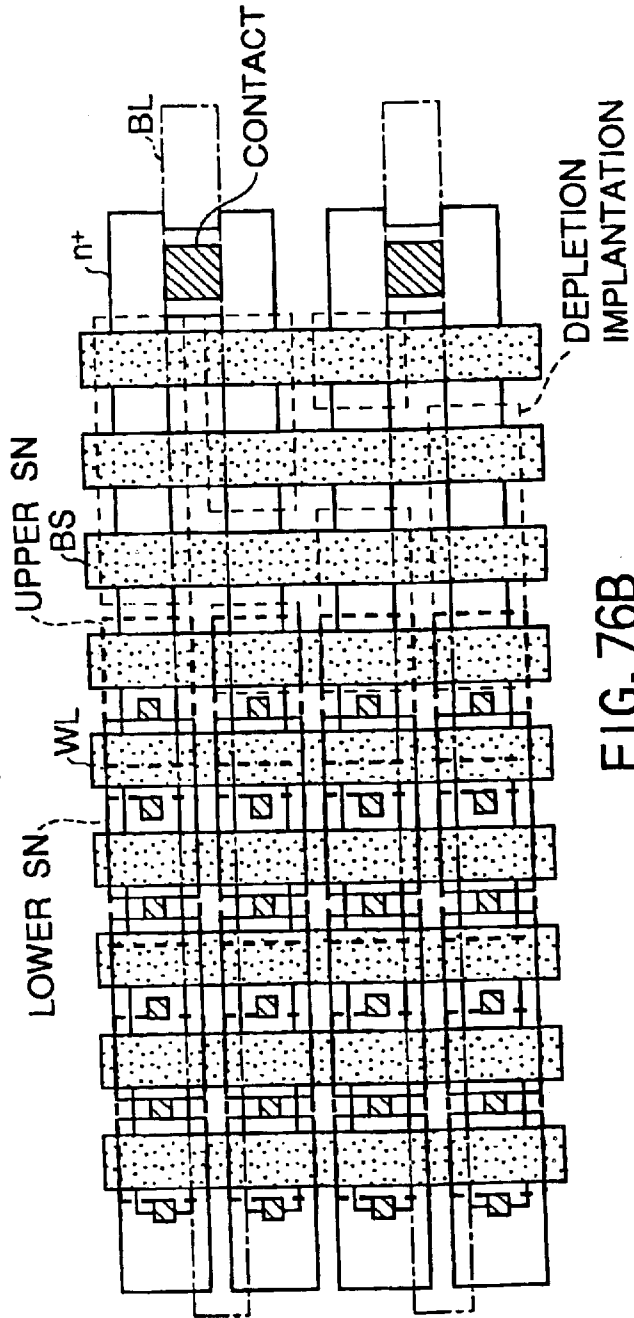 LOWER SN
WL
UPPER SN
BS
n+
BL
CONTACT
DEPLETION
IMPLANTATION
FIG. 76B